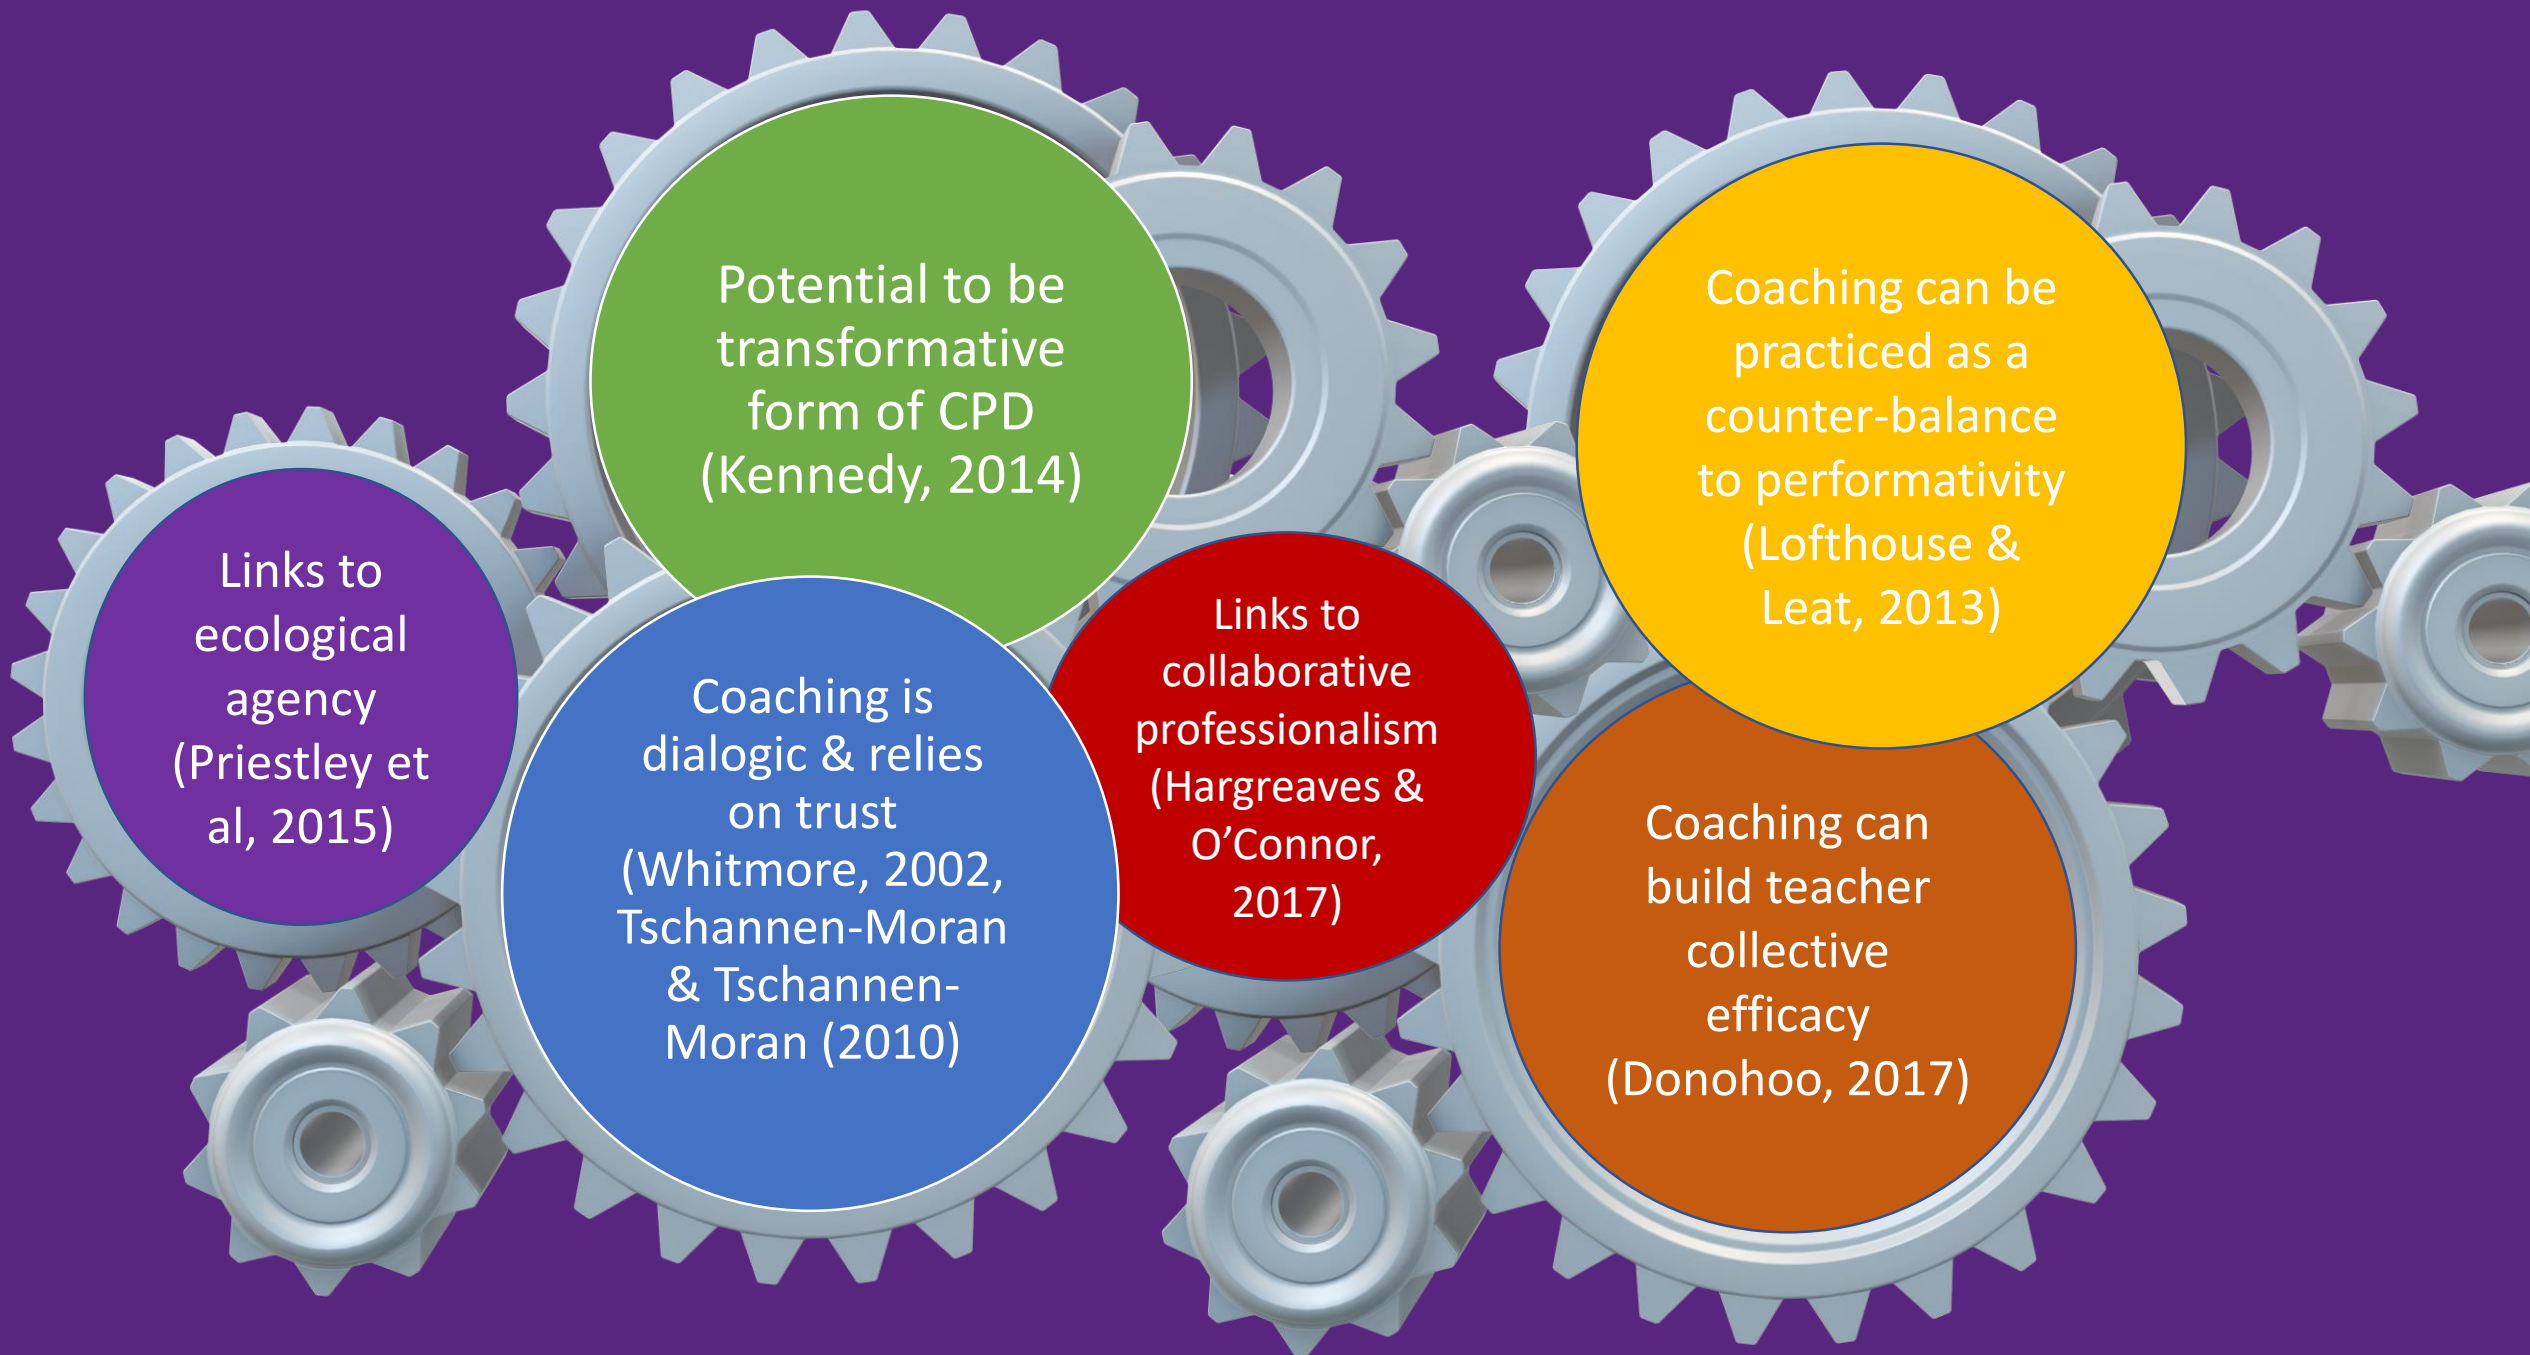 Potential to be
transformative
form of CPD
(Kennedy, 2014)
Coaching can be
practiced as a
counter-balance
to performativity
(Lofthouse &
Leat, 2013)
Links to
ecological
agency
(Priestley et
al, 2015)
Coaching is
dialogic & relies
on trust
(Whitmore, 2002,
Tschannen-Moran
& Tschannen-
Moran (2010)
Links to
collaborative
professionalism
(Hargreaves &
O’Connor,
2017)
Coaching can
build teacher
collective
efficacy
(Donohoo, 2017)